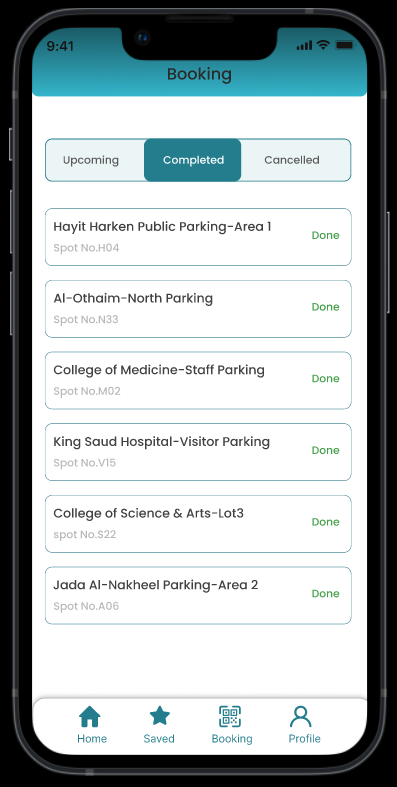 9:41
Booking
Upcoming Completed Cancelled
Hayit Harken Public Parking-Area 1
Done
Spot No.H04
Al-Othaim-North Parking
Done
Spot No.N33
College of Medicine-Staff Parking
Done
Spot No.M02
King Saud Hospital-Visitor Parking
Done
Spot No.V15
College of Science & Arts-Lot3
Done
spot No.S22
Jada Al-Nakheel Parking-Area 2
Done
Spot No.A06
Home Saved Booking Profile